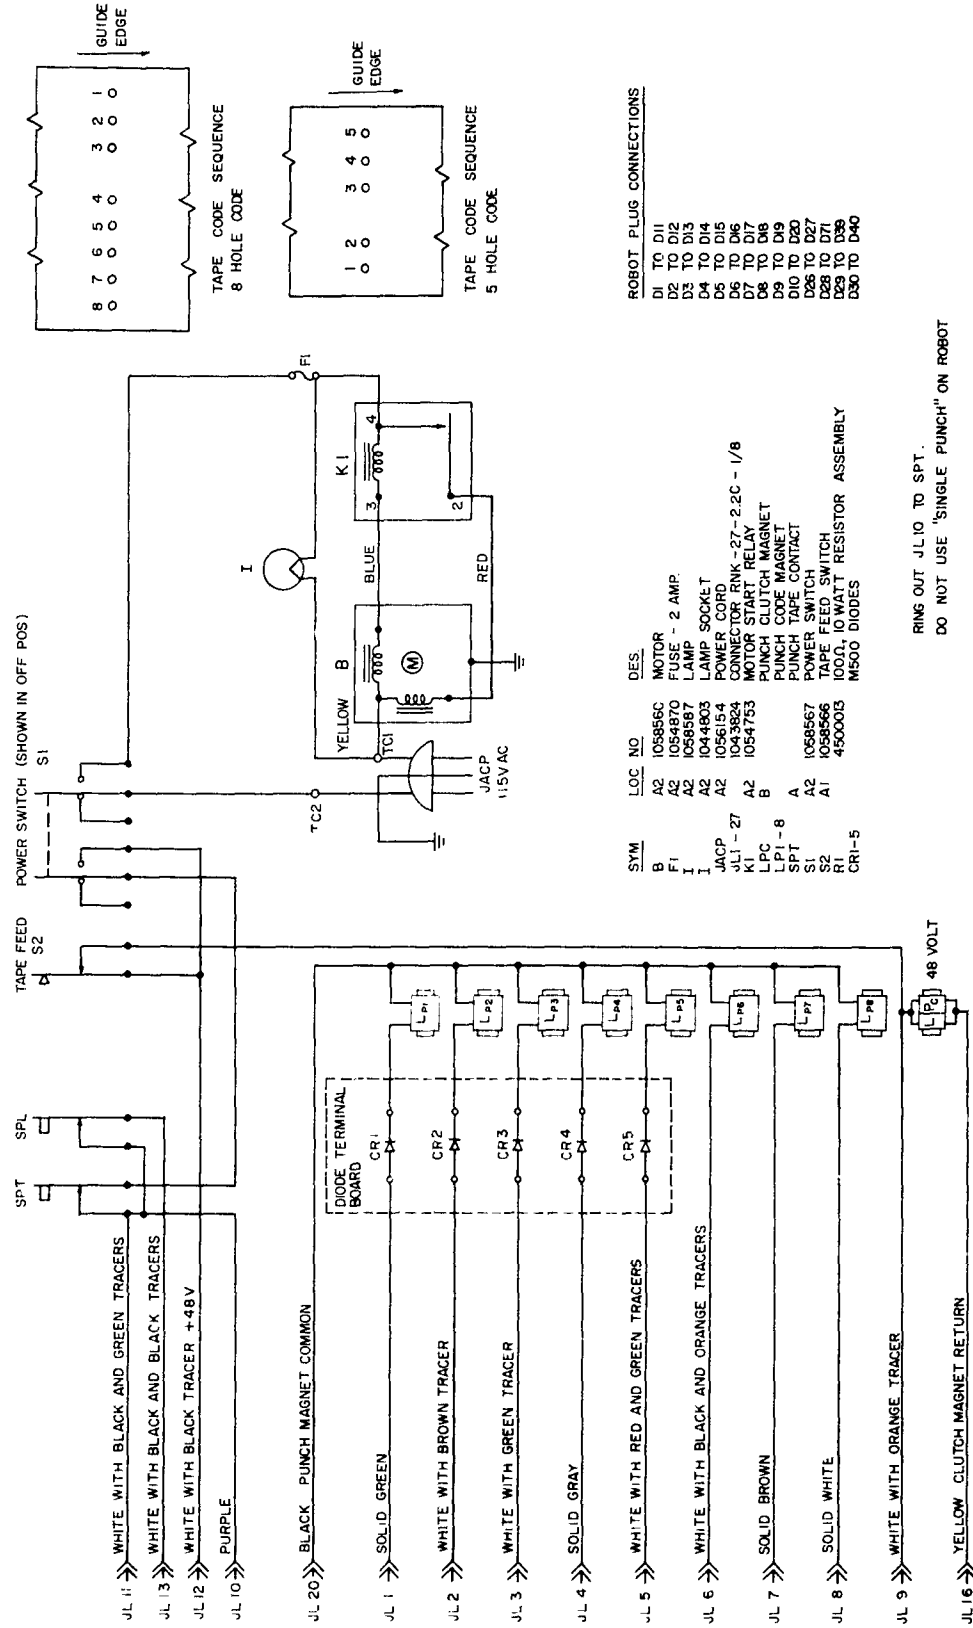 JL 11 WHITE WITH BLACK AND GREEN TRACERS
JL 13 WHITE WITH BLACK AND BLACK TRACERS
JL 12 WHITE WITH BLACK TRACER +48V
JL 10 PURPLE
JL 20 BLACK PUNCH MAGNET COMMON
JL 1 SOLID GREEN
JL 2 WHITE WITH BROWN TRACER
JL 3 WHITE WITH GREEN TRACER
JL 4 SOLID GRAY
JL 5 WHITE WITH RED AND GREEN TRACERS
JL 6 WHITE WITH BLACK AND ORANGE TRACERS
JL 7 SOLID BROWN
JL 8 SOLID WHITE
JL 9 WHITE WITH ORANGE TRACER
JL 16 YELLOW CLUTCH MAGNET RETURN
SPT
SPL
TAPE FEED
S2
POWER SWITCH (SHOWN IN OFF POS)
S1
DIODE TERMINAL
BOARD
CR1
CR2
CR3
CR4
CR5
LP1
LP2
LP3
LP4
LP5
LP6
LP7
LP8
LPC
48 VOLT
TC2
TC1
JACP
115VAC
YELLOW
B
M
I
BLUE
RED
K1
3
4
2
F1
8 7 6 5 4 3 2 1
GUIDE
EDGE
TAPE CODE SEQUENCE
8 HOLE CODE
1 2 3 4 5
GUIDE
EDGE
TAPE CODE SEQUENCE
5 HOLE CODE
SYM LOC NO DES
B A2 105856C MOTOR
F1 A2 1054870 FUSE - 2 AMP.
I A2 1058587 LAMP
I A2 1044803 LAMP SOCKET
JACP A2 1056154 POWER CORD
JL1 - 27 1043824 CONNECTOR RNK-27-2.2C-1/8
K1 A2 1054753 MOTOR START RELAY
LPC B PUNCH CLUTCH MAGNET
LP1-8 PUNCH CODE MAGNET
SPT A PUNCH TAPE CONTACT
S1 A2 1058567 POWER SWITCH
S2 A1 1058566 TAPE FEED SWITCH
R1 4500013 100Ω, 10 WATT RESISTOR ASSEMBLY
CR1-5 M500 DIODES
ROBOT PLUG CONNECTIONS
D1 TO D11
D2 TO D12
D3 TO D13
D4 TO D14
D5 TO D15
D6 TO D16
D7 TO D17
D8 TO D18
D9 TO D19
D10 TO D20
D26 TO D27
D28 TO D71
D29 TO D39
D30 TO D40
RING OUT JL10 TO SPT.
DO NOT USE "SINGLE PUNCH" ON ROBOT